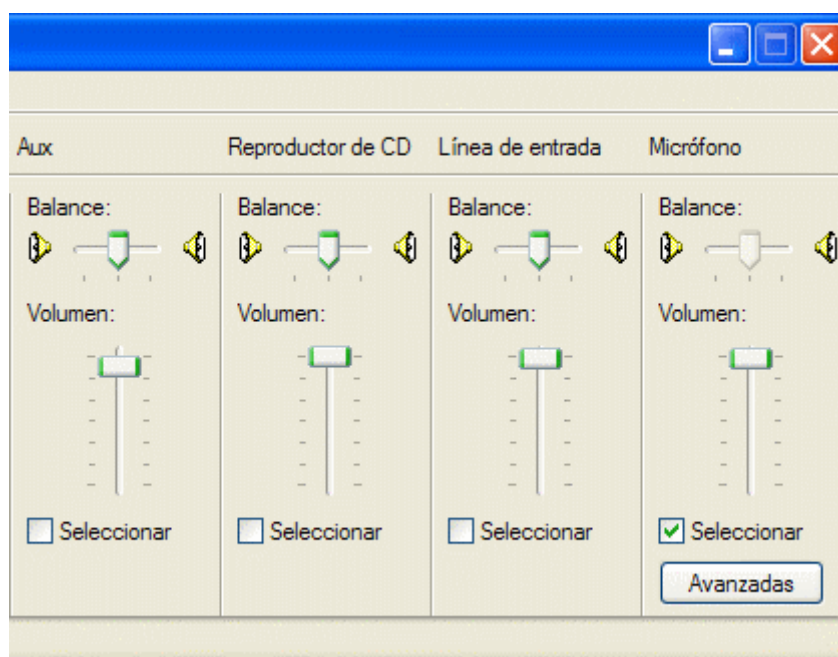 Aux Reproductor de CD Línea de entrada Micrófono
Balance: Balance: Balance: Balance:
Volumen: Volumen: Volumen: Volumen:
Seleccionar Seleccionar Seleccionar Seleccionar
Avanzadas